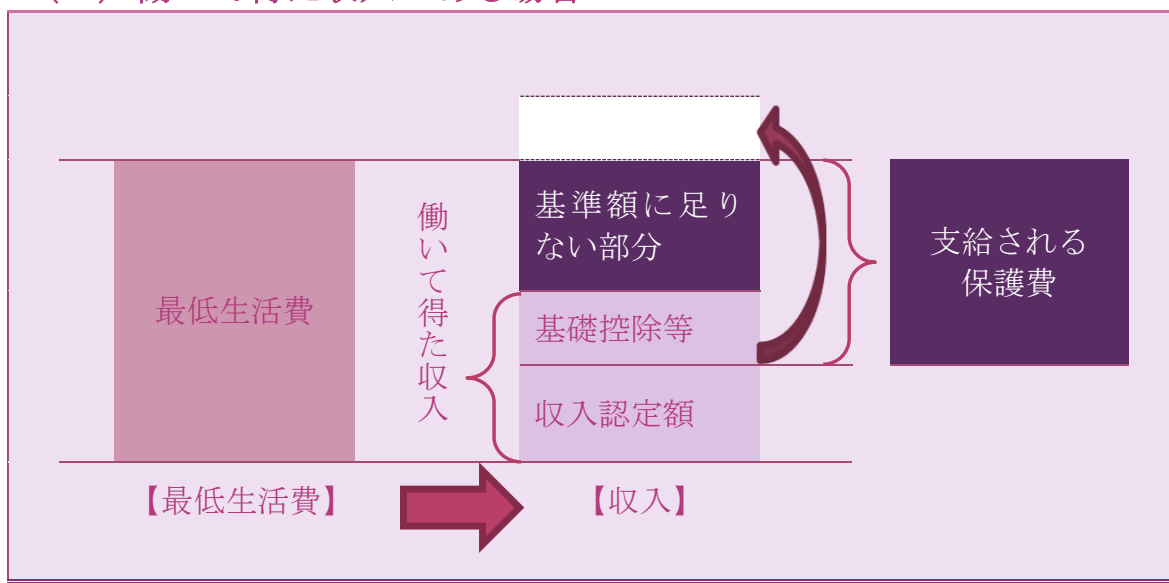 基準額に足り
ない部分
支給される
保護費
働いて得た収入
最低生活費
基礎控除等
収入認定額
【最低生活費】
【収入】